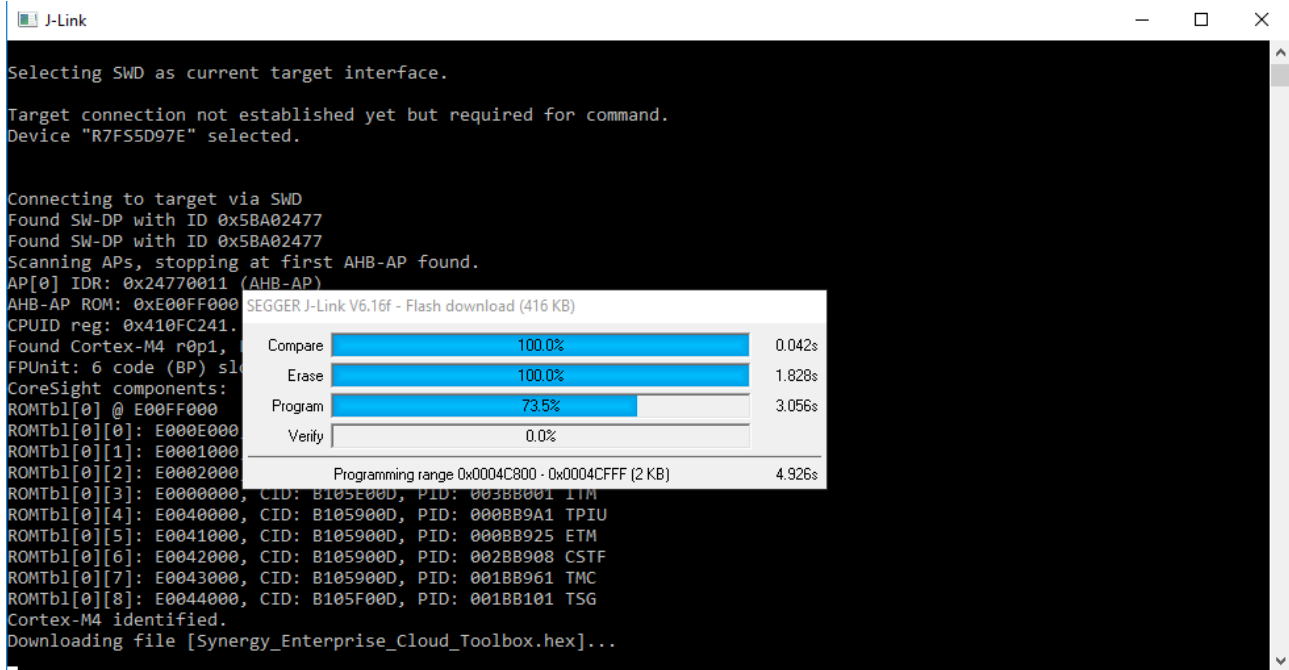 J-Link
Selecting SWD as current target interface.
Target connection not established yet but required for command.
Device "R7FS5D97E" selected.
Connecting to target via SWD
Found SW-DP with ID 0x5BA02477
Found SW-DP with ID 0x5BA02477
Scanning APs, stopping at first AHB-AP found.
AP[0] IDR: 0x24770011 (AHB-AP)
AHB-AP ROM: 0xE00FF000
CPUID reg: 0x410FC241.
Found Cortex-M4 r0p1,
FPUnit: 6 code (BP)
CoreSight components:
ROMTbl[0] @ E00FF000
ROMTbl[0][0]: E000E000
ROMTbl[0][1]: E0001000
ROMTbl[0][2]: E0002000
ROMTbl[0][3]: E0000000, CID: B105E00D, PID: 003BB001 ITM
ROMTbl[0][4]: E0040000, CID: B105900D, PID: 000BB9A1 TPIU
ROMTbl[0][5]: E0041000, CID: B105900D, PID: 000BB925 ETM
ROMTbl[0][6]: E0042000, CID: B105900D, PID: 002BB908 CSTF
ROMTbl[0][7]: E0043000, CID: B105900D, PID: 001BB961 TMC
ROMTbl[0][8]: E0044000, CID: B105F00D, PID: 001BB101 TSG
Cortex-M4 identified.
Downloading file [Synergy_Enterprise_Cloud_Toolbox.hex]...
SEGGER J-Link V6.16f - Flash download (416 KB)
Compare 100.0% 0.042s
Erase 100.0% 1.828s
Program 73.5% 3.056s
Verify 0.0%
Programming range 0x0004C800 - 0x0004CFFF (2 KB) 4.926s